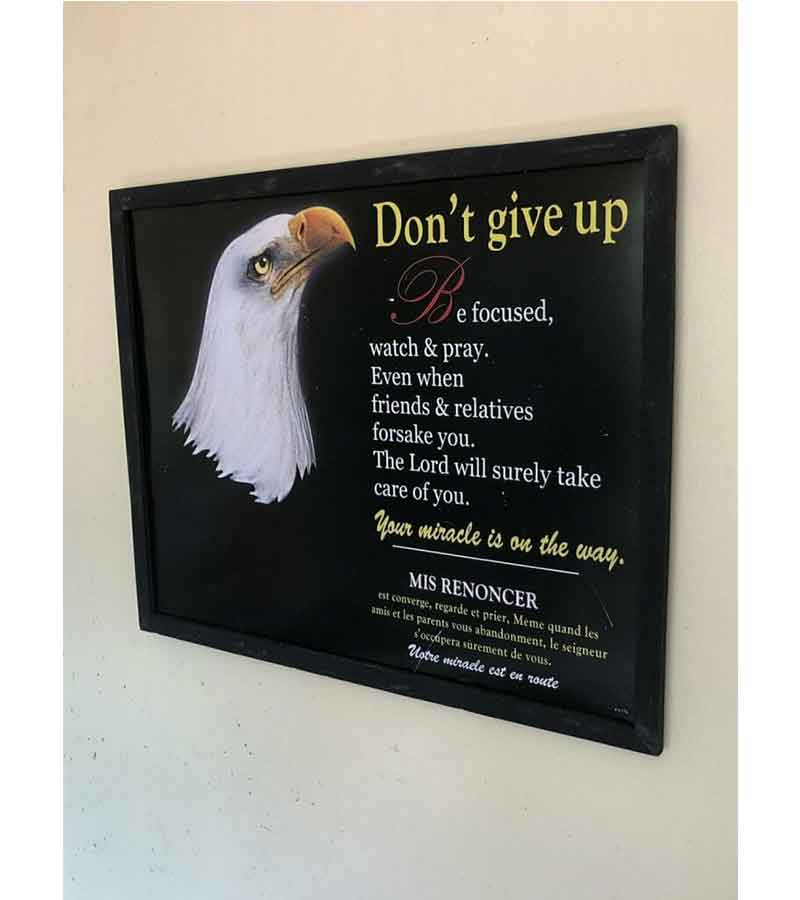 Don't give up
Be focused,
watch & pray.
Even when
friends & relatives
forsake you.
The Lord will surely take
care of you.
Your miracle is on the way.
MIS RENONCER
est converge, regarde et prier, Meme quand les
amis et les parents vous abandonment, le seigneur
s'occupera sùrement de vous.
Uotre miracle est en route